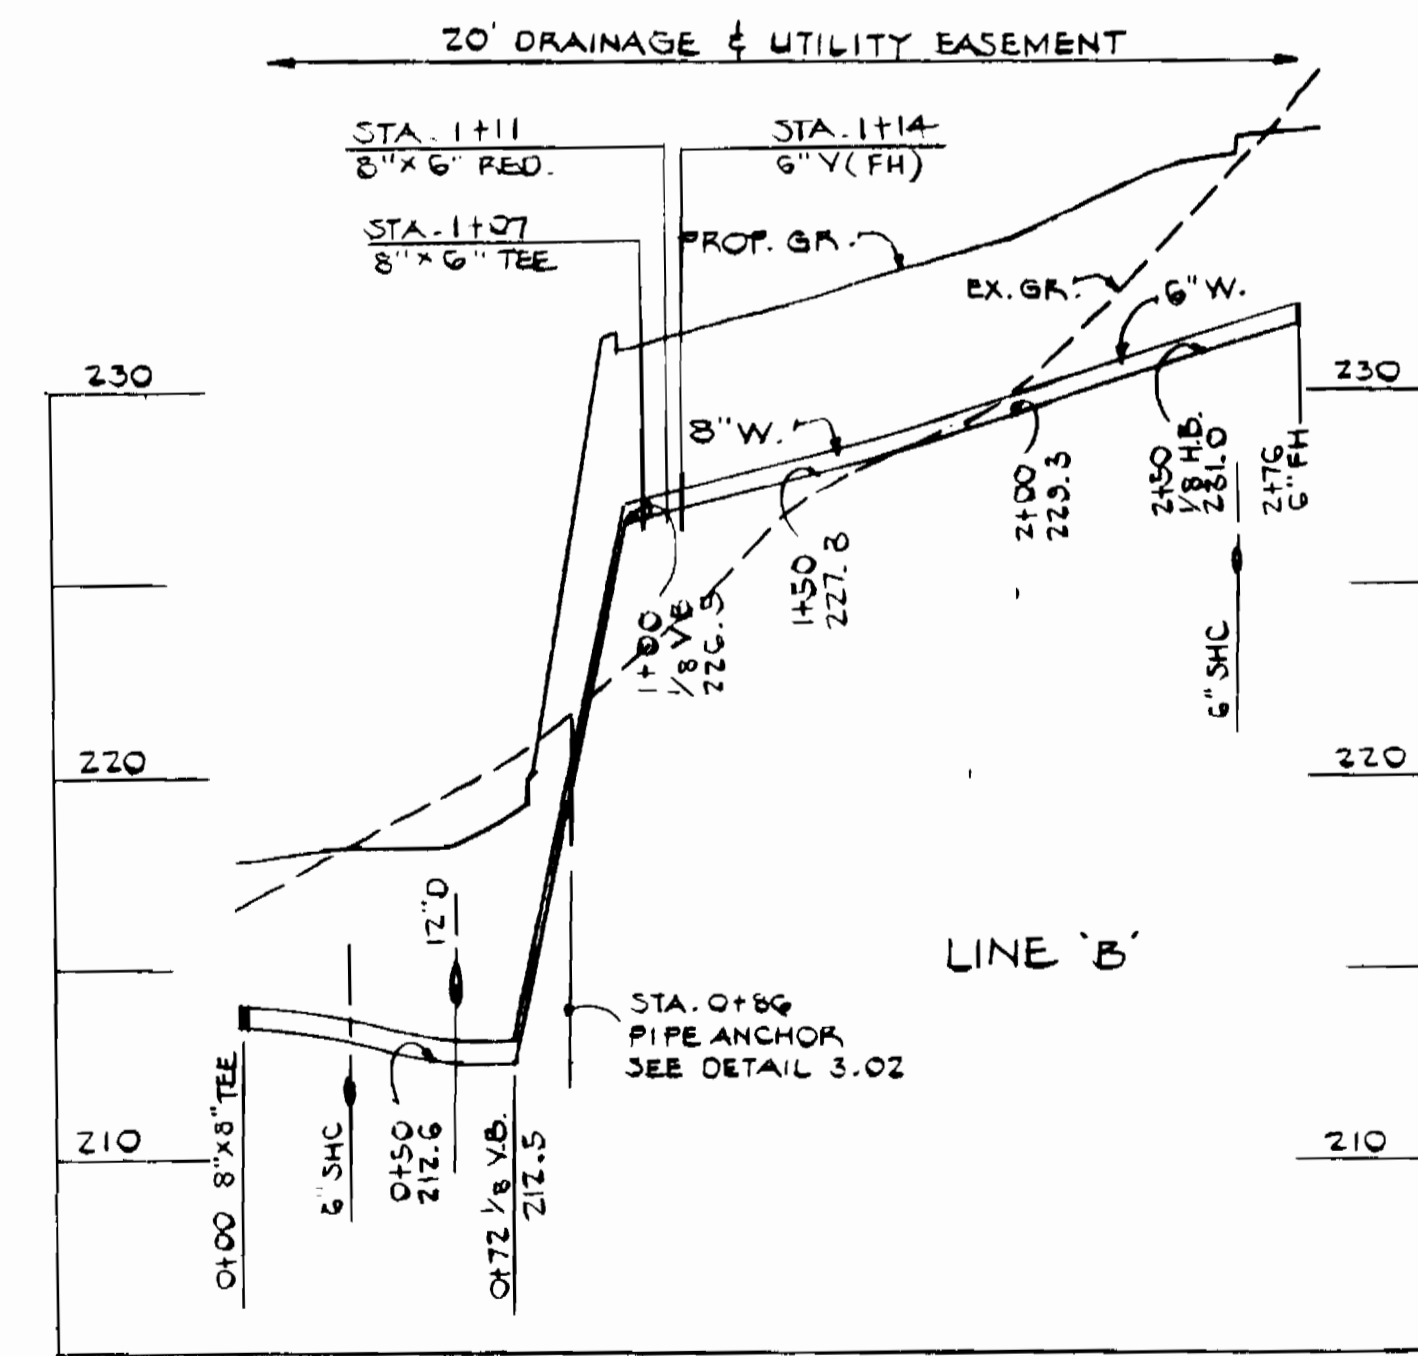 20' DRAINAGE & UTILITY EASEMENT
STA. 1+11
8"x 6" RED.
STA. 1+14
6" Y(FH)
STA. 1+07
8"x 6" TEE
PROP. GR.
EX. GR.
6" W.
230
230
8" W.
2+00
229.3
2+50
1/8 H.B.
231.0
2+76
6" FH
1+50
227.8
1+00
1/8 VB
226.5
6" SHC
220
220
12" D
LINE 'B'
STA. 0+86
PIPE ANCHOR
SEE DETAIL 3.02
210
210
0+00 8"x8" TEE
6" SHC
0+50
212.6
0+72 1/8 V.B.
212.5